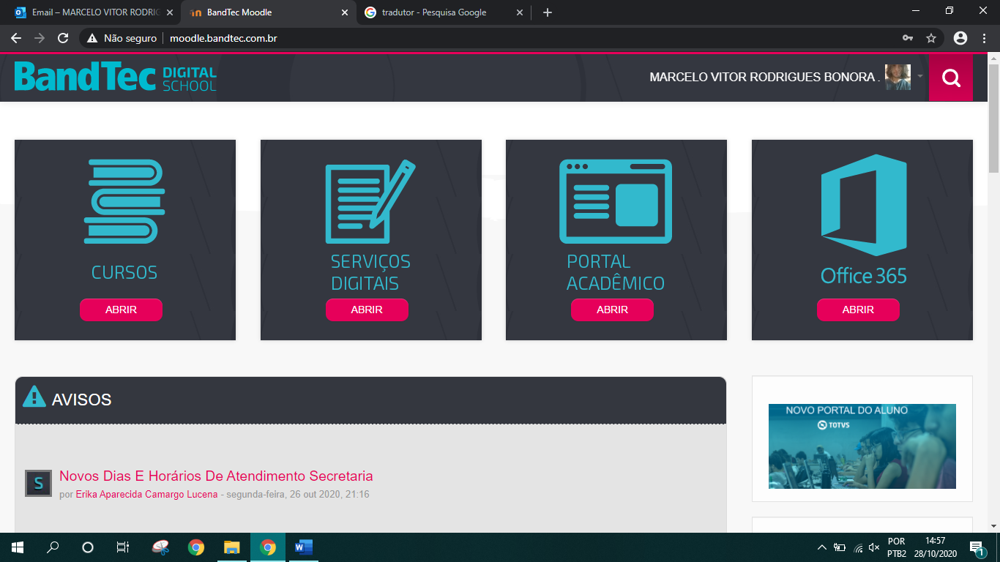 Email – MARCELO VITOR RODRIG
BandTec Moodle
tradutor - Pesquisa Google
Não seguro
moodle.bandtec.com.br
BandTec DIGITAL SCHOOL
MARCELO VITOR RODRIGUES BONORA .
CURSOS
ABRIR
SERVIÇOS
DIGITAIS
ABRIR
PORTAL
ACADÊMICO
ABRIR
Office 365
ABRIR
AVISOS
S
Novos Dias E Horários De Atendimento Secretaria
por Erika Aparecida Camargo Lucena - segunda-feira, 26 out 2020, 21:16
NOVO PORTAL DO ALUNO
TOTVS
POR
PTB2
14:57
28/10/2020
1